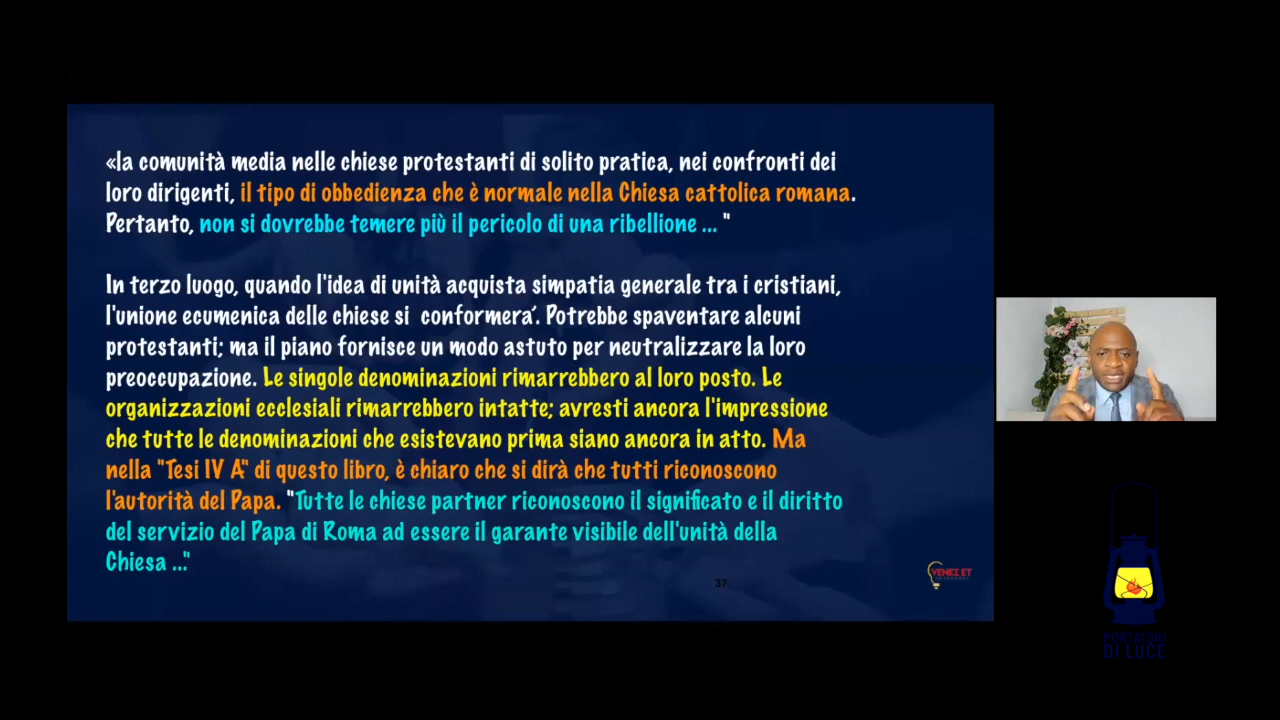 «la comunità media nelle chiese protestanti di solito pratica, nei confronti dei
loro dirigenti, il tipo di obbedienza che è normale nella Chiesa cattolica romana.
Pertanto, non si dovrebbe temere più il pericolo di una ribellione ... "
In terzo luogo, quando l'idea di unità acquista simpatia generale tra i cristiani,
l'unione ecumenica delle chiese si conformera´. Potrebbe spaventare alcuni
protestanti; ma il piano fornisce un modo astuto per neutralizzare la loro
preoccupazione. Le singole denominazioni rimarrebbero al loro posto. Le
organizzazioni ecclesiali rimarrebbero intatte; avresti ancora l'impressione
che tutte le denominazioni che esistevano prima siano ancora in atto. Ma
nella "Tesi IV A" di questo libro, è chiaro che si dirà che tutti riconoscono
l'autorità del Papa. "Tutte le chiese partner riconoscono il significato e il diritto
del servizio del Papa di Roma ad essere il garante visibile dell'unità della
Chiesa ..."
37
VENEZ ET
PORTATORI
DI LUCE